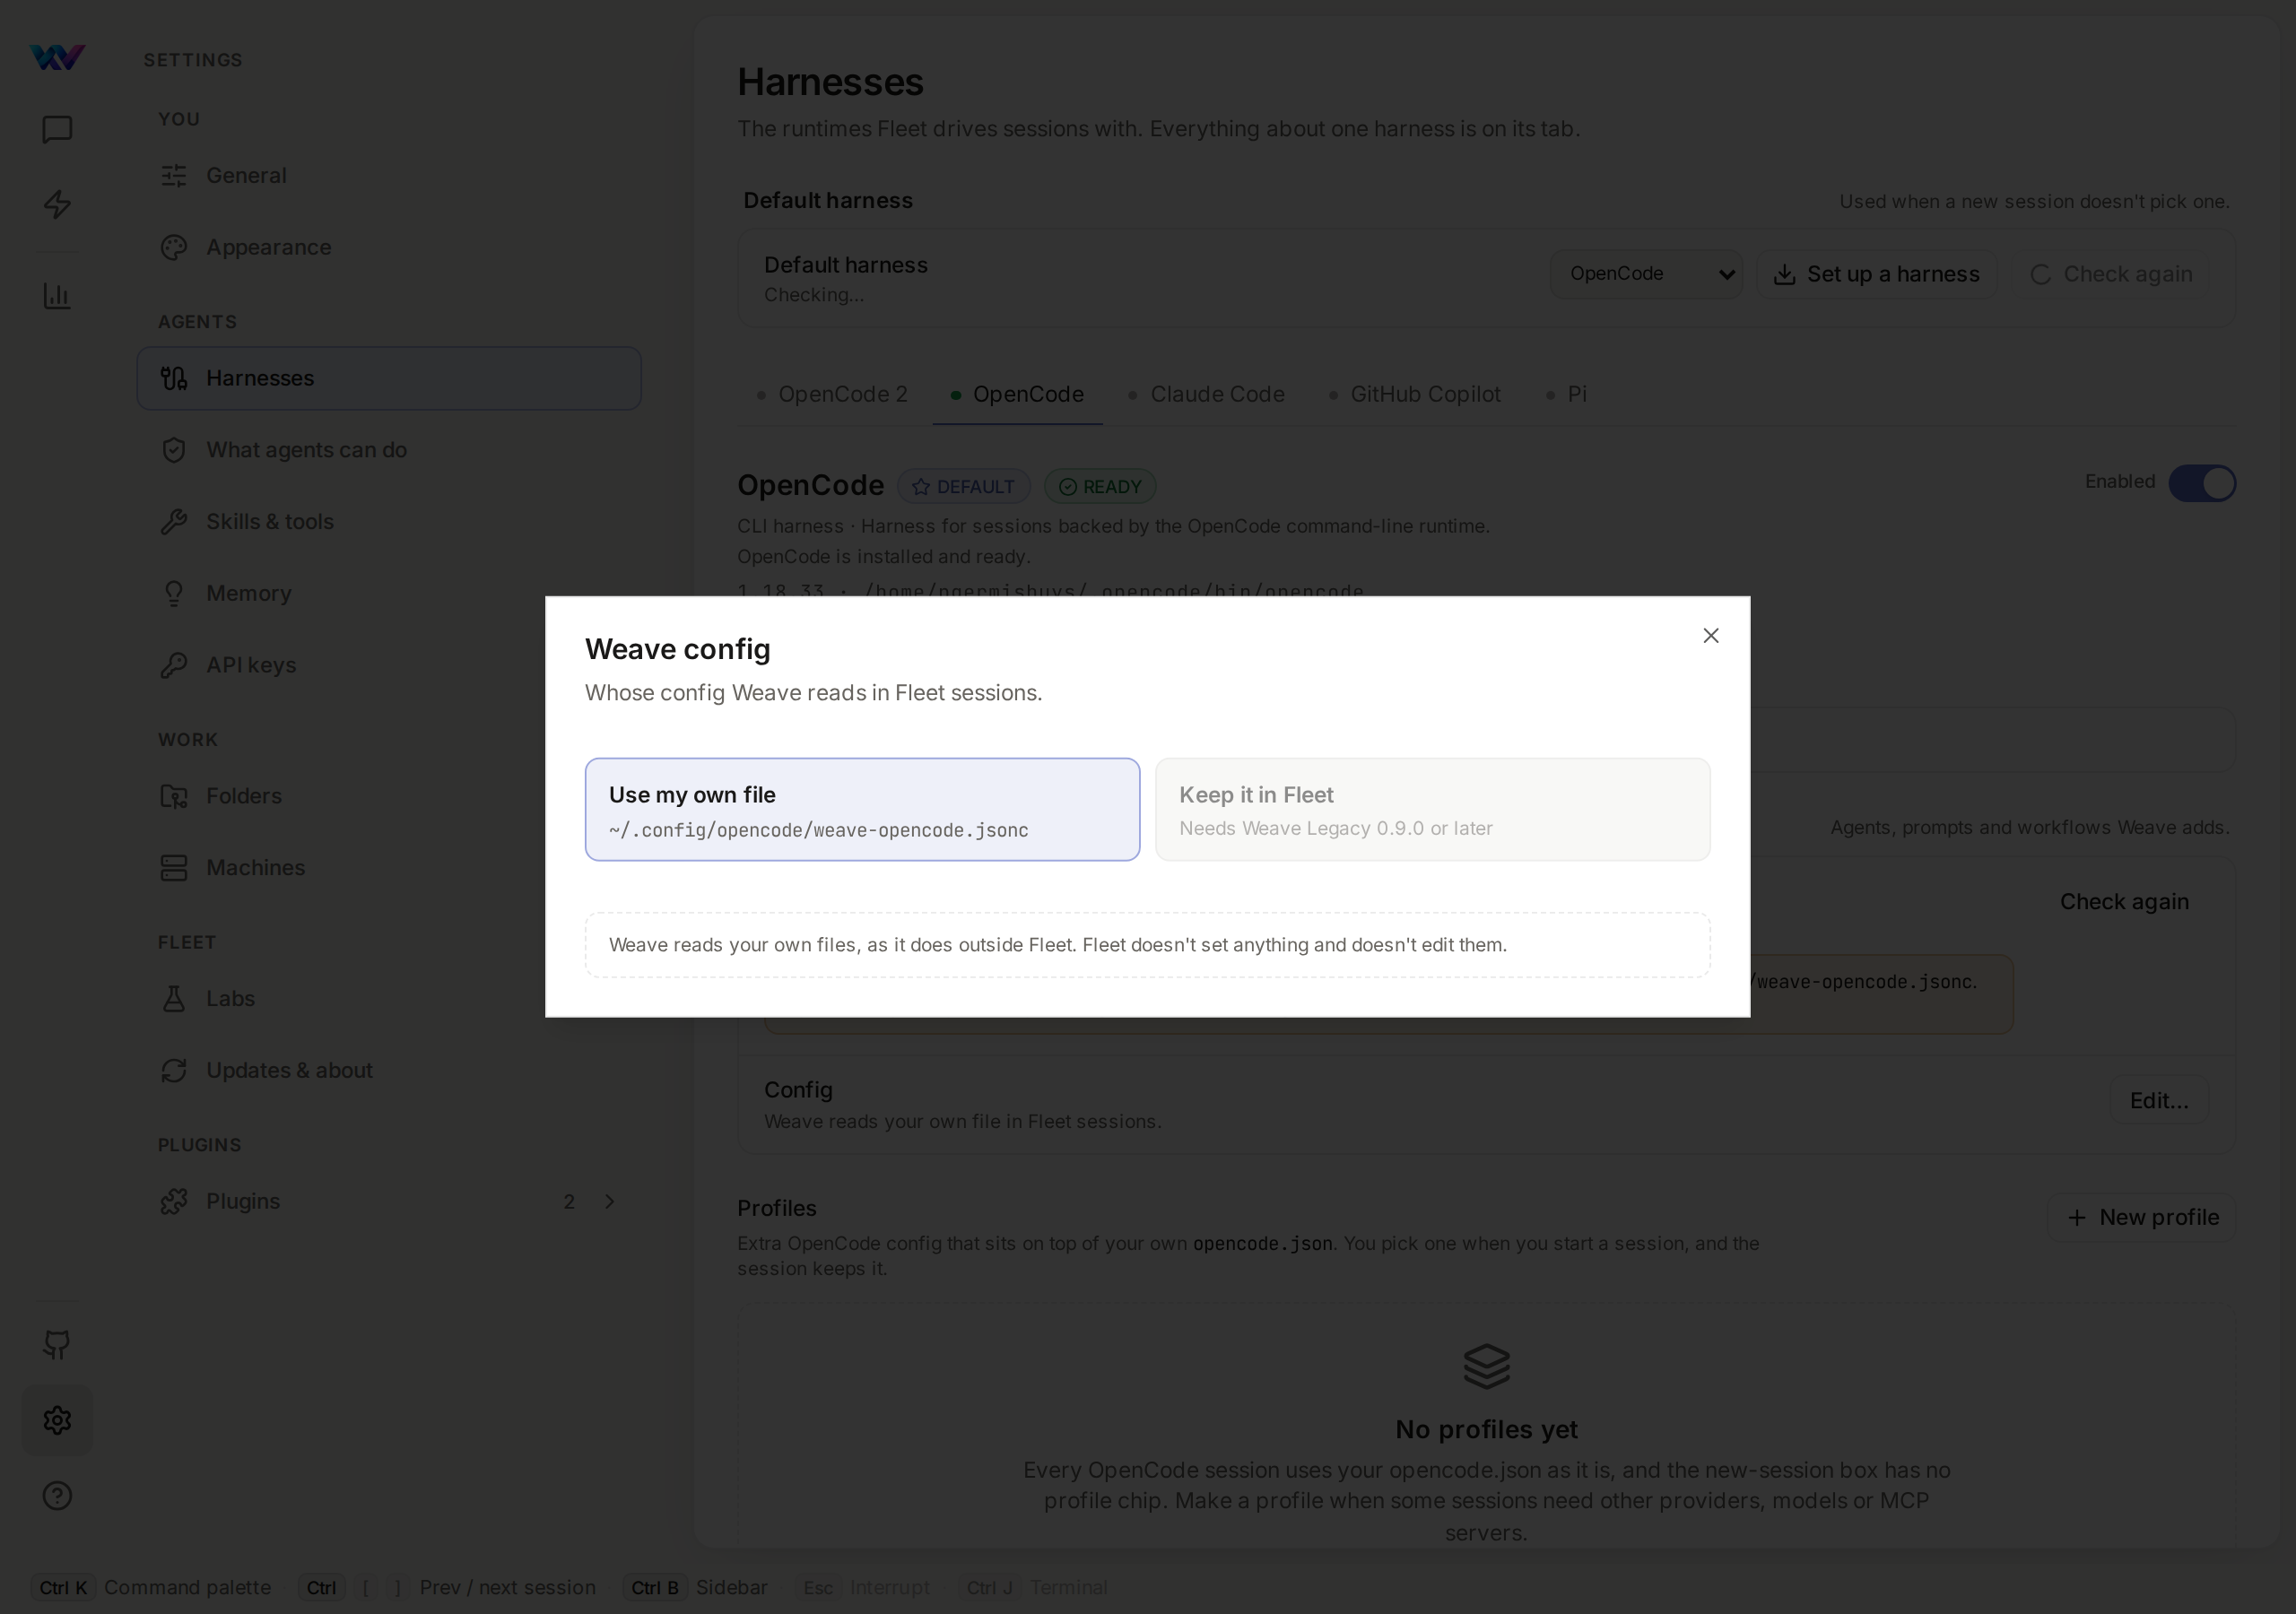 SETTINGS
YOU
General
Appearance
AGENTS
Harnesses
What agents can do
Skills & tools
Memory
API keys
WORK
Folders
Machines
FLEET
Labs
Updates & about
PLUGINS
Plugins 2
Harnesses
The runtimes Fleet drives sessions with. Everything about one harness is on its tab.
Default harness Used when a new session doesn't pick one.
Default harness
Checking...
OpenCode Set up a harness Check again
OpenCode 2 OpenCode Claude Code GitHub Copilot Pi
OpenCode DEFAULT READY Enabled
CLI harness · Harness for sessions backed by the OpenCode command-line runtime.
OpenCode is installed and ready.
Weave config
Whose config Weave reads in Fleet sessions.
Use my own file
~/.config/opencode/weave-opencode.jsonc
Keep it in Fleet
Needs Weave Legacy 0.9.0 or later
Weave reads your own files, as it does outside Fleet. Fleet doesn't set anything and doesn't edit them.
Agents, prompts and workflows Weave adds.
Check again
/weave-opencode.jsonc.
Config
Weave reads your own file in Fleet sessions.
Edit...
Profiles
Extra OpenCode config that sits on top of your own opencode.json. You pick one when you start a session, and the
session keeps it.
New profile
No profiles yet
Every OpenCode session uses your opencode.json as it is, and the new-session box has no
profile chip. Make a profile when some sessions need other providers, models or MCP
servers.
Ctrl K Command palette · Ctrl [ ] Prev / next session · Ctrl B Sidebar Esc Interrupt Ctrl J Terminal